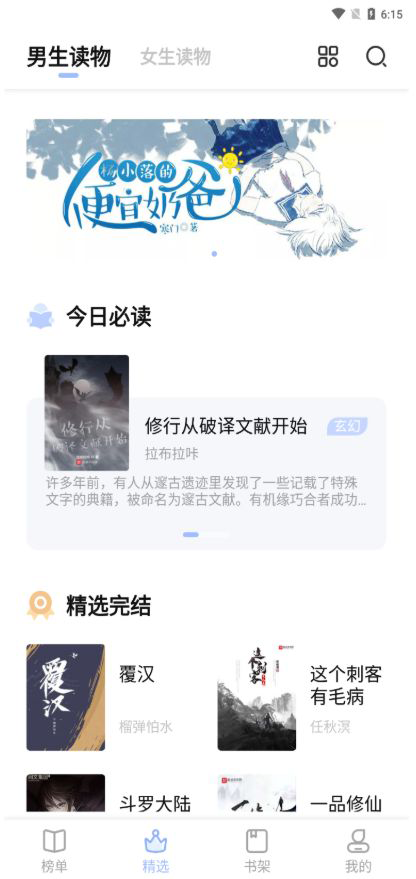 6:15
男生读物
女生读物
杨小落的
便宜奶爸
寒门◎著
今日必读
修行从
破译文献开始
修行从破译文献开始
玄幻
拉布拉咔
许多年前，有人从邃古遗迹里发现了一些记载了特殊
文字的典籍，被命名为邃古文献。有机缘巧合者成功...
精选完结
覆汉
覆汉
榴弹怕水
这个刺客
这个刺客
有毛病
任秋溟
斗罗大陆
一品修仙
榜单
精选
书架
我的